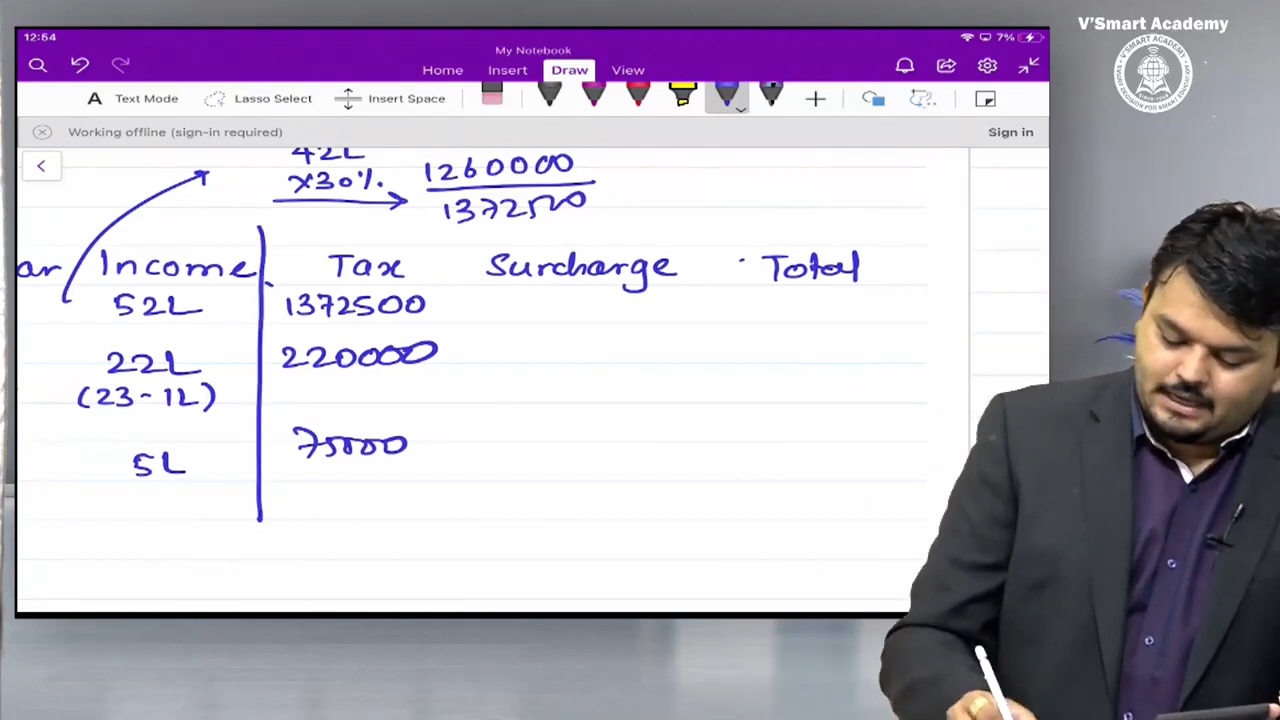 V'Smart Academy
12:54
7%
My Notebook
Home Insert Draw View
Text Mode Lasso Select Insert Space
Working offline (sign-in required) Sign in
42L
x30%. 1260000
1372500
ar Income Tax Surcharge Total
52L 1372500
22L 220000
(23-1L)
5L 75000